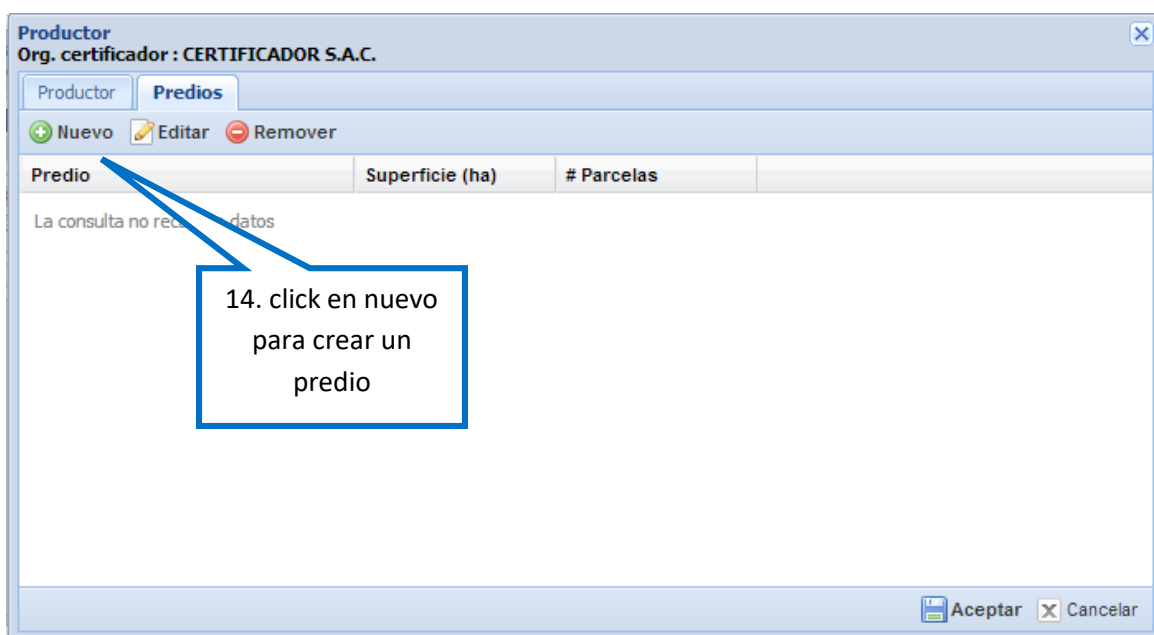 Productor
Org. certificador : CERTIFICADOR S.A.C.
Productor Predios
Nuevo Editar Remover
Predio Superficie (ha) # Parcelas
La consulta no datos
14. click en nuevo
para crear un
predio
Aceptar Cancelar